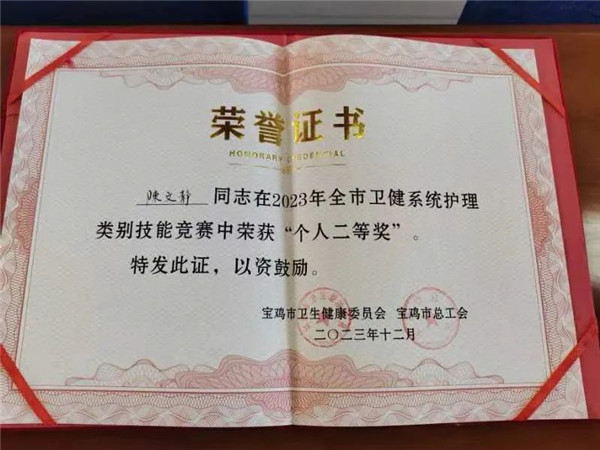 荣誉证书
HONORARY CREDENTIAL
陳文静 同志在2023年全市卫健系统护理
类别技能竞赛中荣获“个人二等奖”。
特发此证，以资鼓励。
宝鸡市卫生健康委员会 宝鸡市总工会
二〇二三年十二月